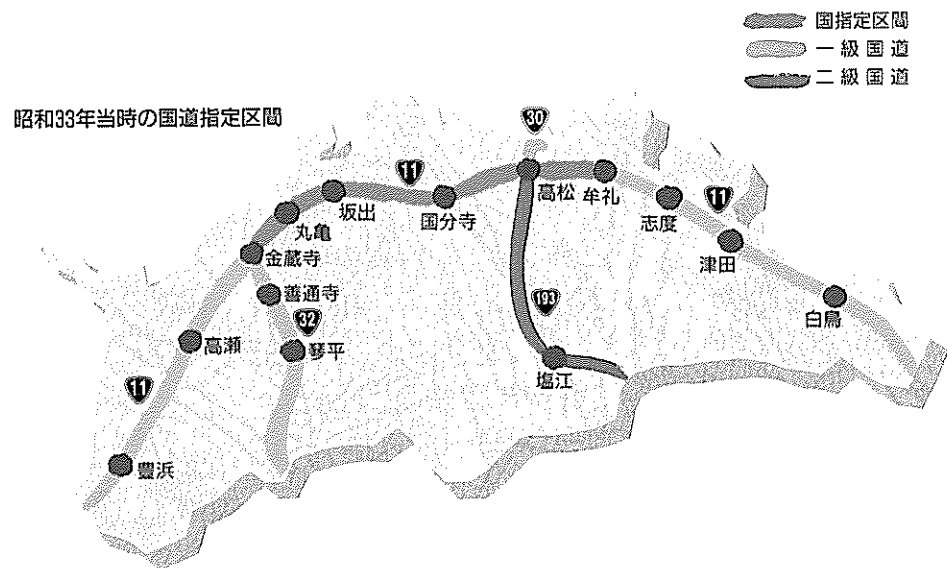 国指定区間
一級国道
二級国道
昭和33年当時の国道指定区間
30
11
高松
牟礼
11
坂出
国分寺
志度
丸亀
津田
金蔵寺
善通寺
193
白鳥
32
高瀬
琴平
塩江
11
豊浜